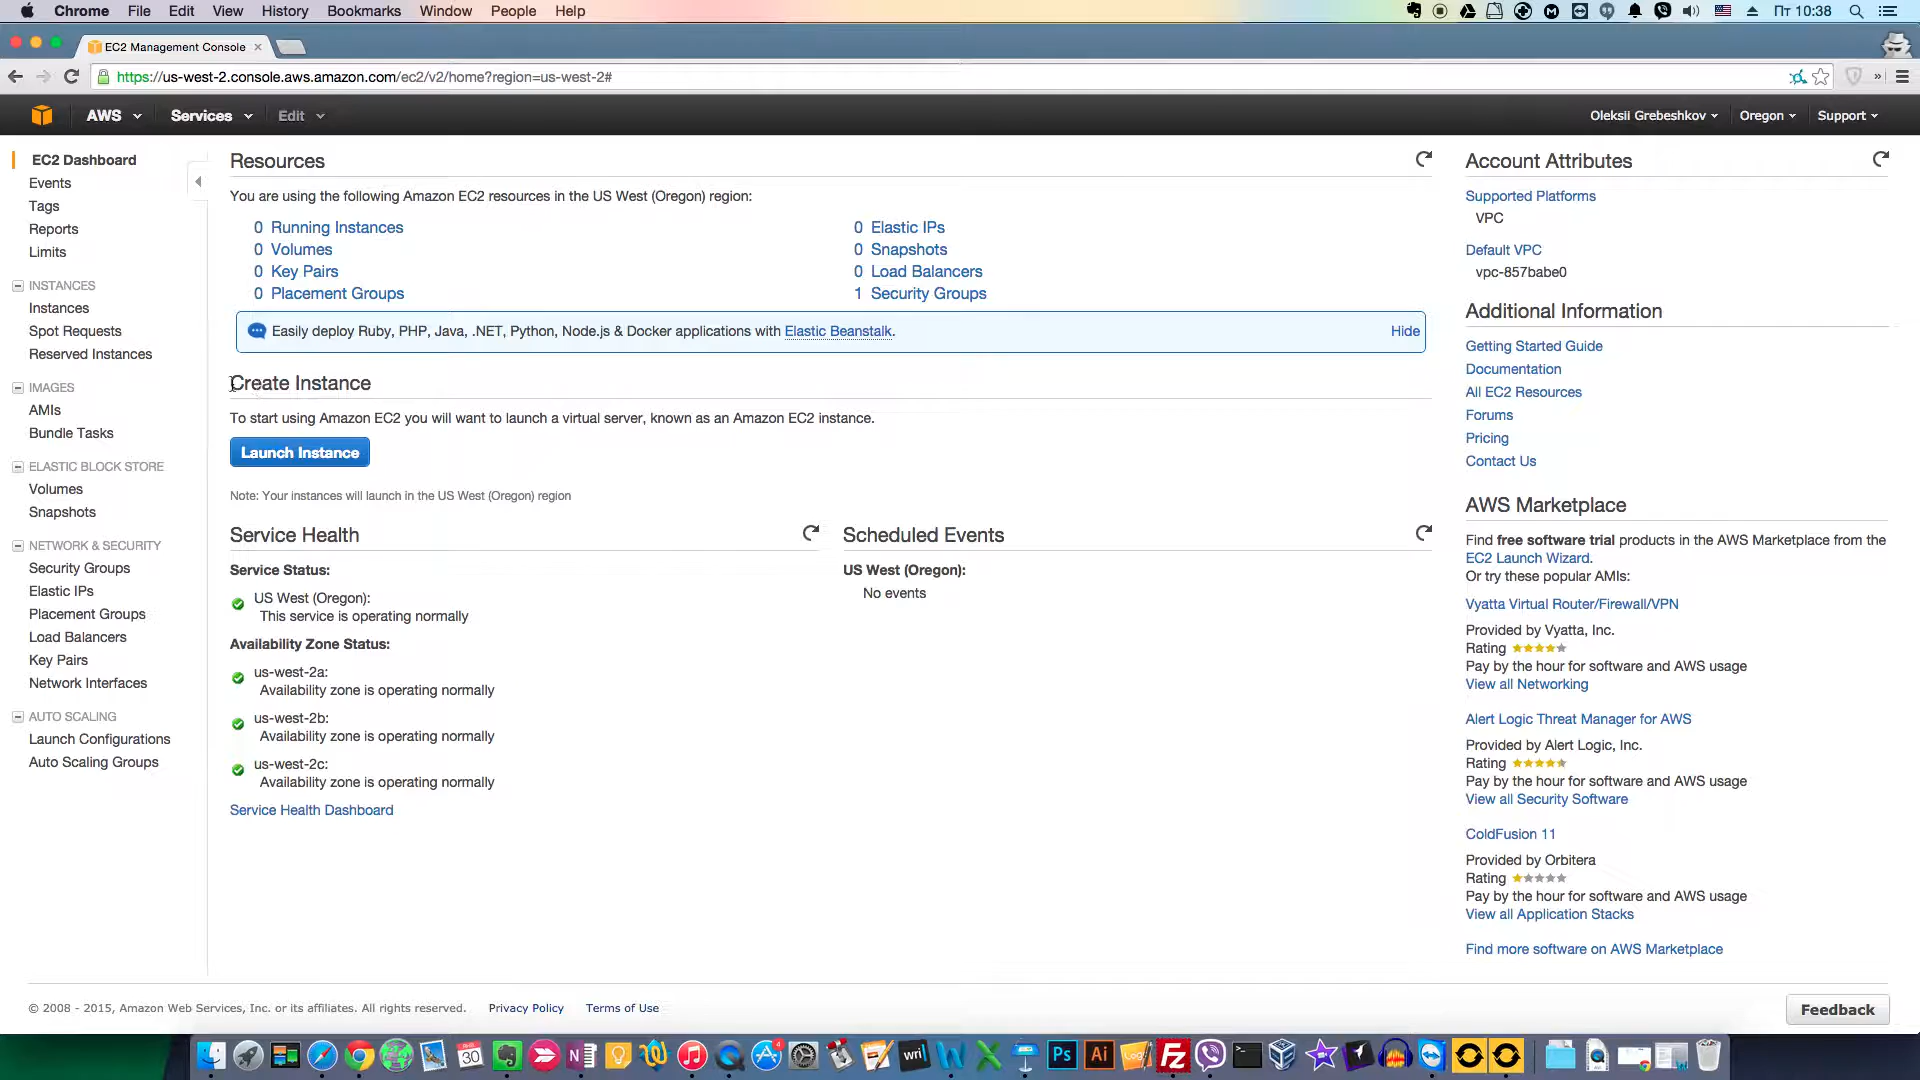 Chrome File Edit View History Bookmarks Window People Help Пт 10:38
EC2 Management Console
https://us-west-2.console.aws.amazon.com/ec2/v2/home?region=us-west-2#
AWS Services Edit Oleksii Grebeshkov Oregon Support
EC2 Dashboard
Events
Tags
Reports
Limits
INSTANCES
Instances
Spot Requests
Reserved Instances
IMAGES
AMIs
Bundle Tasks
ELASTIC BLOCK STORE
Volumes
Snapshots
NETWORK & SECURITY
Security Groups
Elastic IPs
Placement Groups
Load Balancers
Key Pairs
Network Interfaces
AUTO SCALING
Launch Configurations
Auto Scaling Groups
Resources
You are using the following Amazon EC2 resources in the US West (Oregon) region:
0 Running Instances
0 Volumes
0 Key Pairs
0 Placement Groups
0 Elastic IPs
0 Snapshots
0 Load Balancers
1 Security Groups
Easily deploy Ruby, PHP, Java, .NET, Python, Node.js & Docker applications with Elastic Beanstalk. Hide
Create Instance
To start using Amazon EC2 you will want to launch a virtual server, known as an Amazon EC2 instance.
Launch Instance
Note: Your instances will launch in the US West (Oregon) region
Service Health
Service Status:
US West (Oregon):
This service is operating normally
Availability Zone Status:
us-west-2a:
Availability zone is operating normally
us-west-2b:
Availability zone is operating normally
us-west-2c:
Availability zone is operating normally
Service Health Dashboard
Scheduled Events
US West (Oregon):
No events
Account Attributes
Supported Platforms
VPC
Default VPC
vpc-857babe0
Additional Information
Getting Started Guide
Documentation
All EC2 Resources
Forums
Pricing
Contact Us
AWS Marketplace
Find free software trial products in the AWS Marketplace from the
EC2 Launch Wizard.
Or try these popular AMIs:
Vyatta Virtual Router/Firewall/VPN
Provided by Vyatta, Inc.
Rating
Pay by the hour for software and AWS usage
View all Networking
Alert Logic Threat Manager for AWS
Provided by Alert Logic, Inc.
Rating
Pay by the hour for software and AWS usage
View all Security Software
ColdFusion 11
Provided by Orbitera
Rating
Pay by the hour for software and AWS usage
View all Application Stacks
Find more software on AWS Marketplace
© 2008 - 2015, Amazon Web Services, Inc. or its affiliates. All rights reserved. Privacy Policy Terms of Use
Feedback
30 4 wri Ps Ai Fz